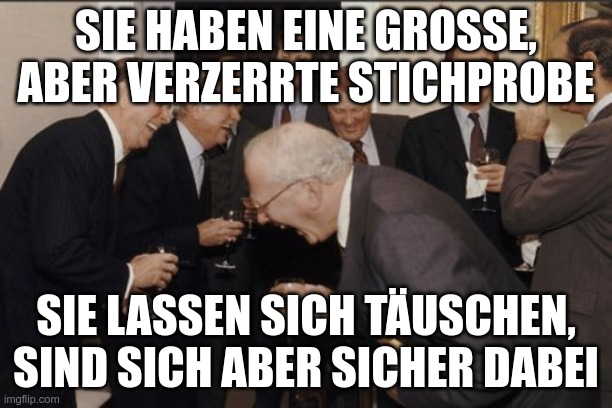 SIE HABEN EINE GROSSE,
ABER VERZERRTE STICHPROBE
SIE LASSEN SICH TÄUSCHEN,
SIND SICH ABER SICHER DABEI
imgflip.com